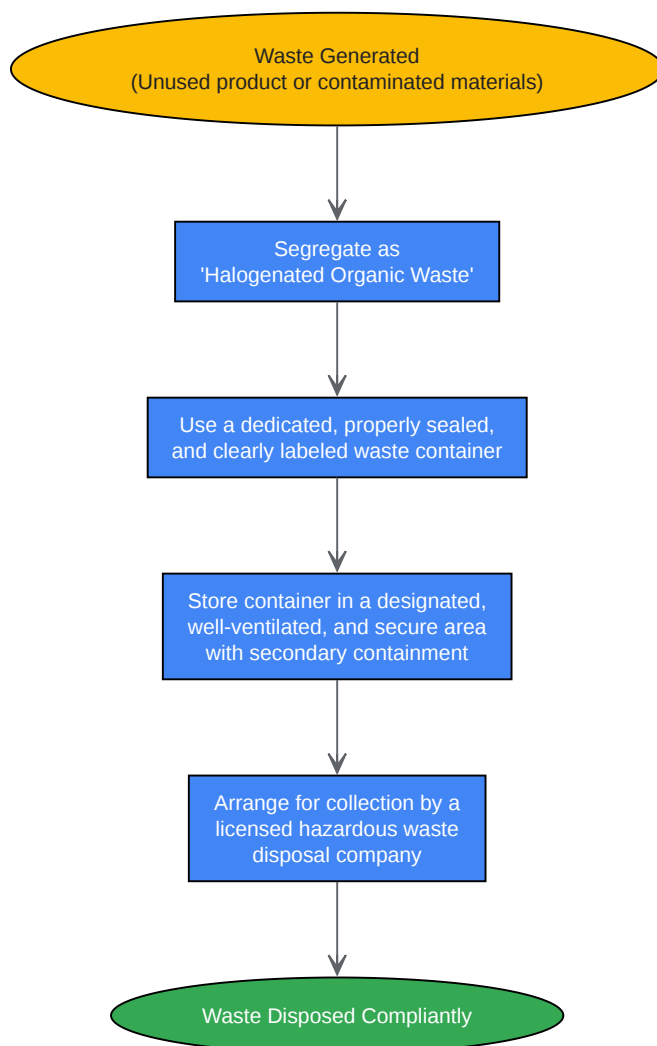 Waste Generated
(Unused product or contaminated materials)
Segregate as
'Halogenated Organic Waste'
Use a dedicated, properly sealed,
and clearly labeled waste container
Store container in a designated,
well-ventilated, and secure area
with secondary containment
Arrange for collection by a
licensed hazardous waste
disposal company
Waste Disposed Compliantly